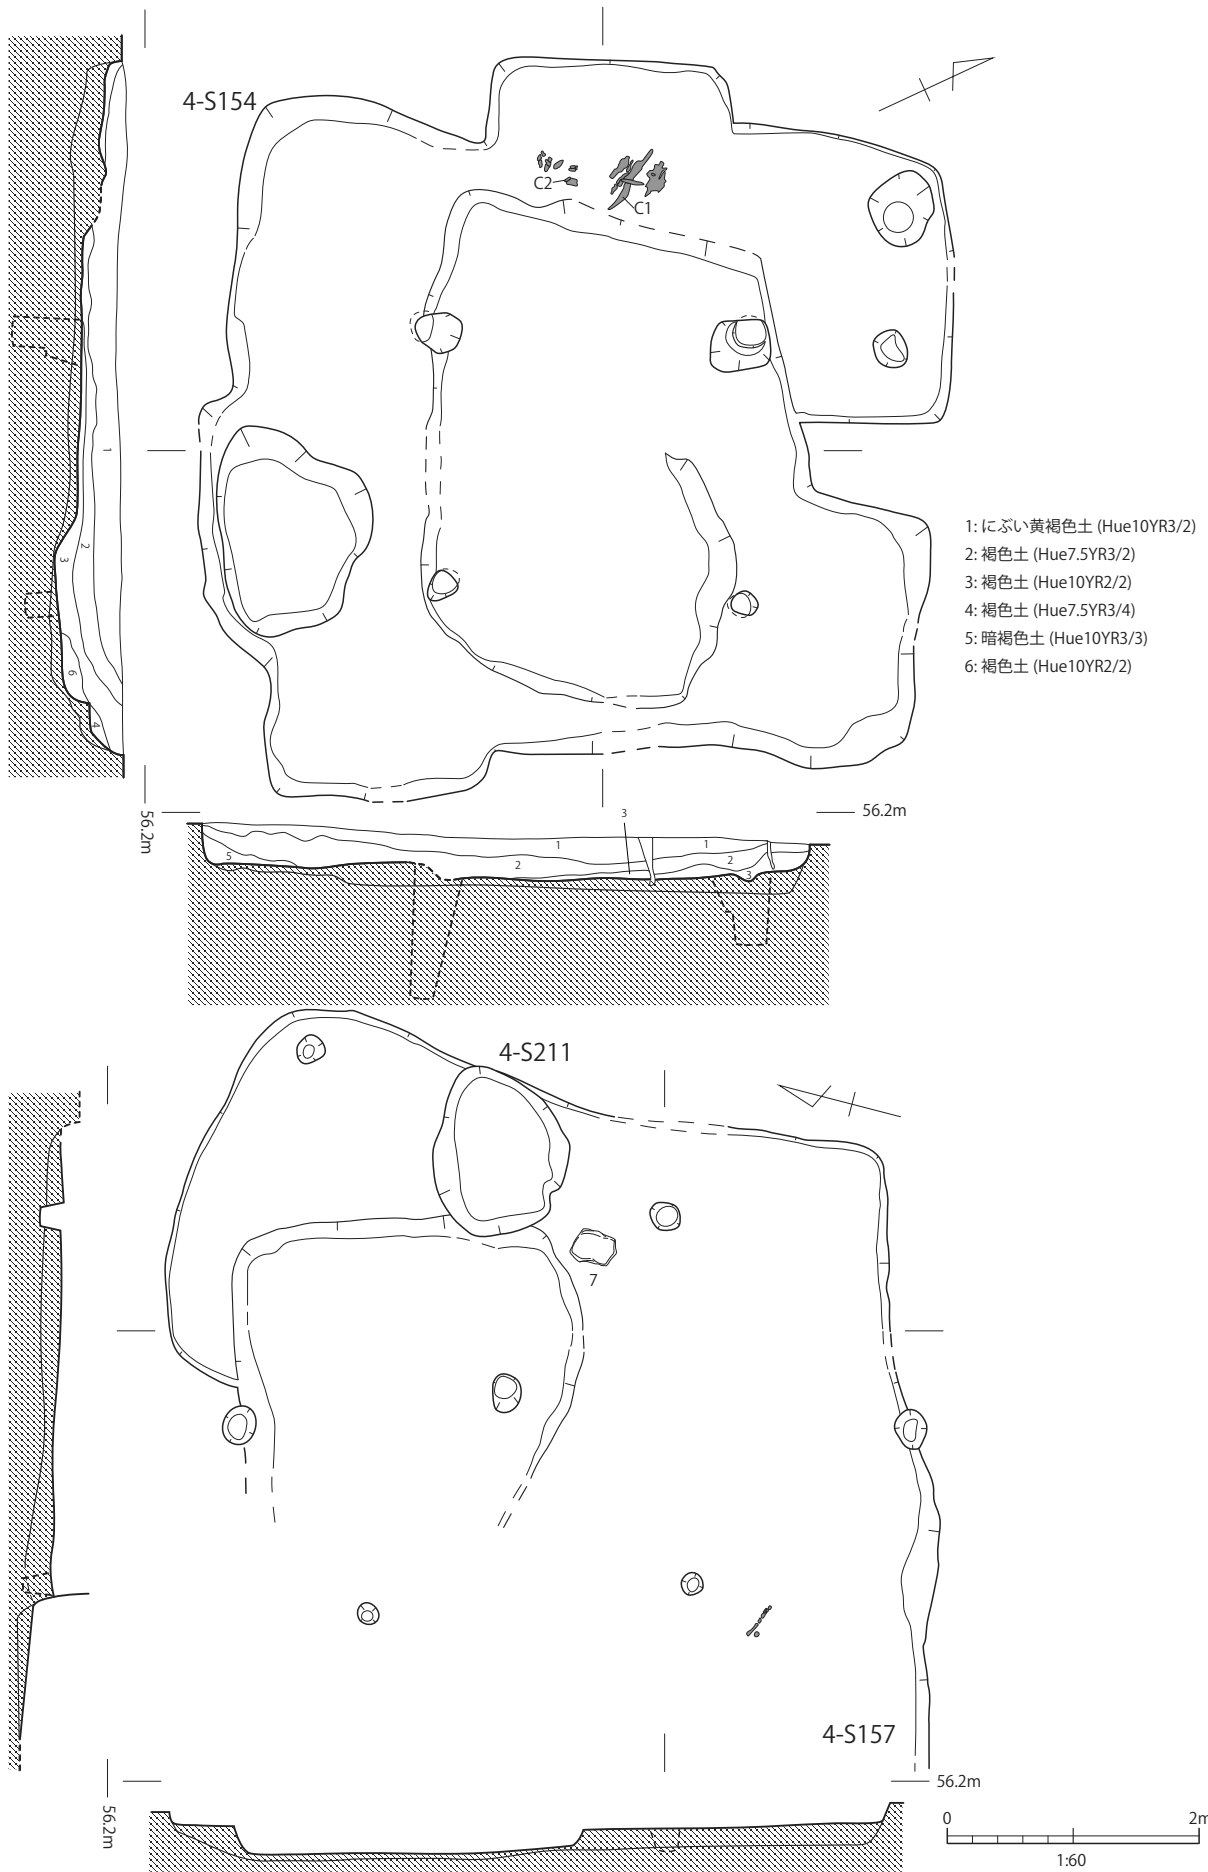 4-S154
C2
C1
1
2
3
6
4
1: にぶい黄褐色土 (Hue10YR3/2)
2: 褐色土 (Hue7.5YR3/2)
3: 褐色土 (Hue10YR2/2)
4: 褐色土 (Hue7.5YR3/4)
5: 暗褐色土 (Hue10YR3/3)
6: 褐色土 (Hue10YR2/2)
56.2m
56.2m
3
1
1
5
2
2
3
4-S211
7
4-S157
56.2m
56.2m
0
2m
1:60